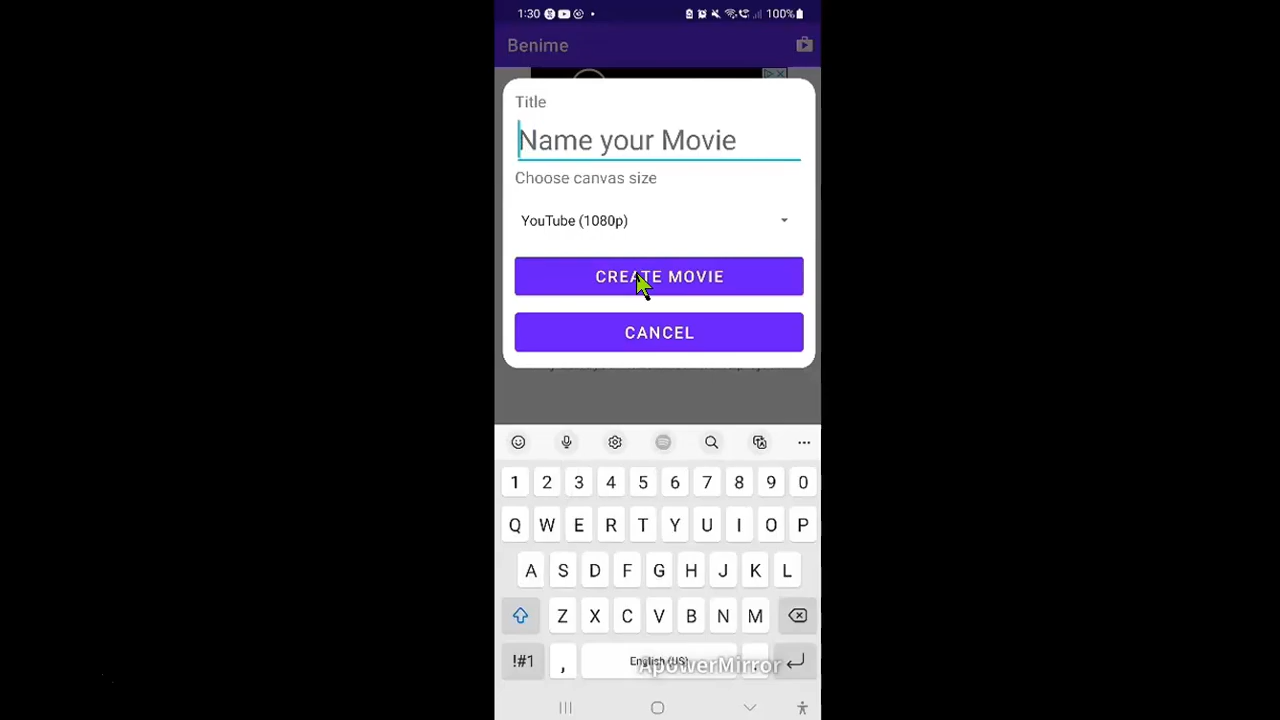 1:30
100%
Benime
Title
Name your Movie
Choose canvas size
YouTube (1080p)
CREATE MOVIE
CANCEL
1 2 3 4 5 6 7 8 9 0
Q W E R T Y U I O P
A S D F G H J K L
Z X C V B N M
!#1 , English (US) .
ApowerMirror